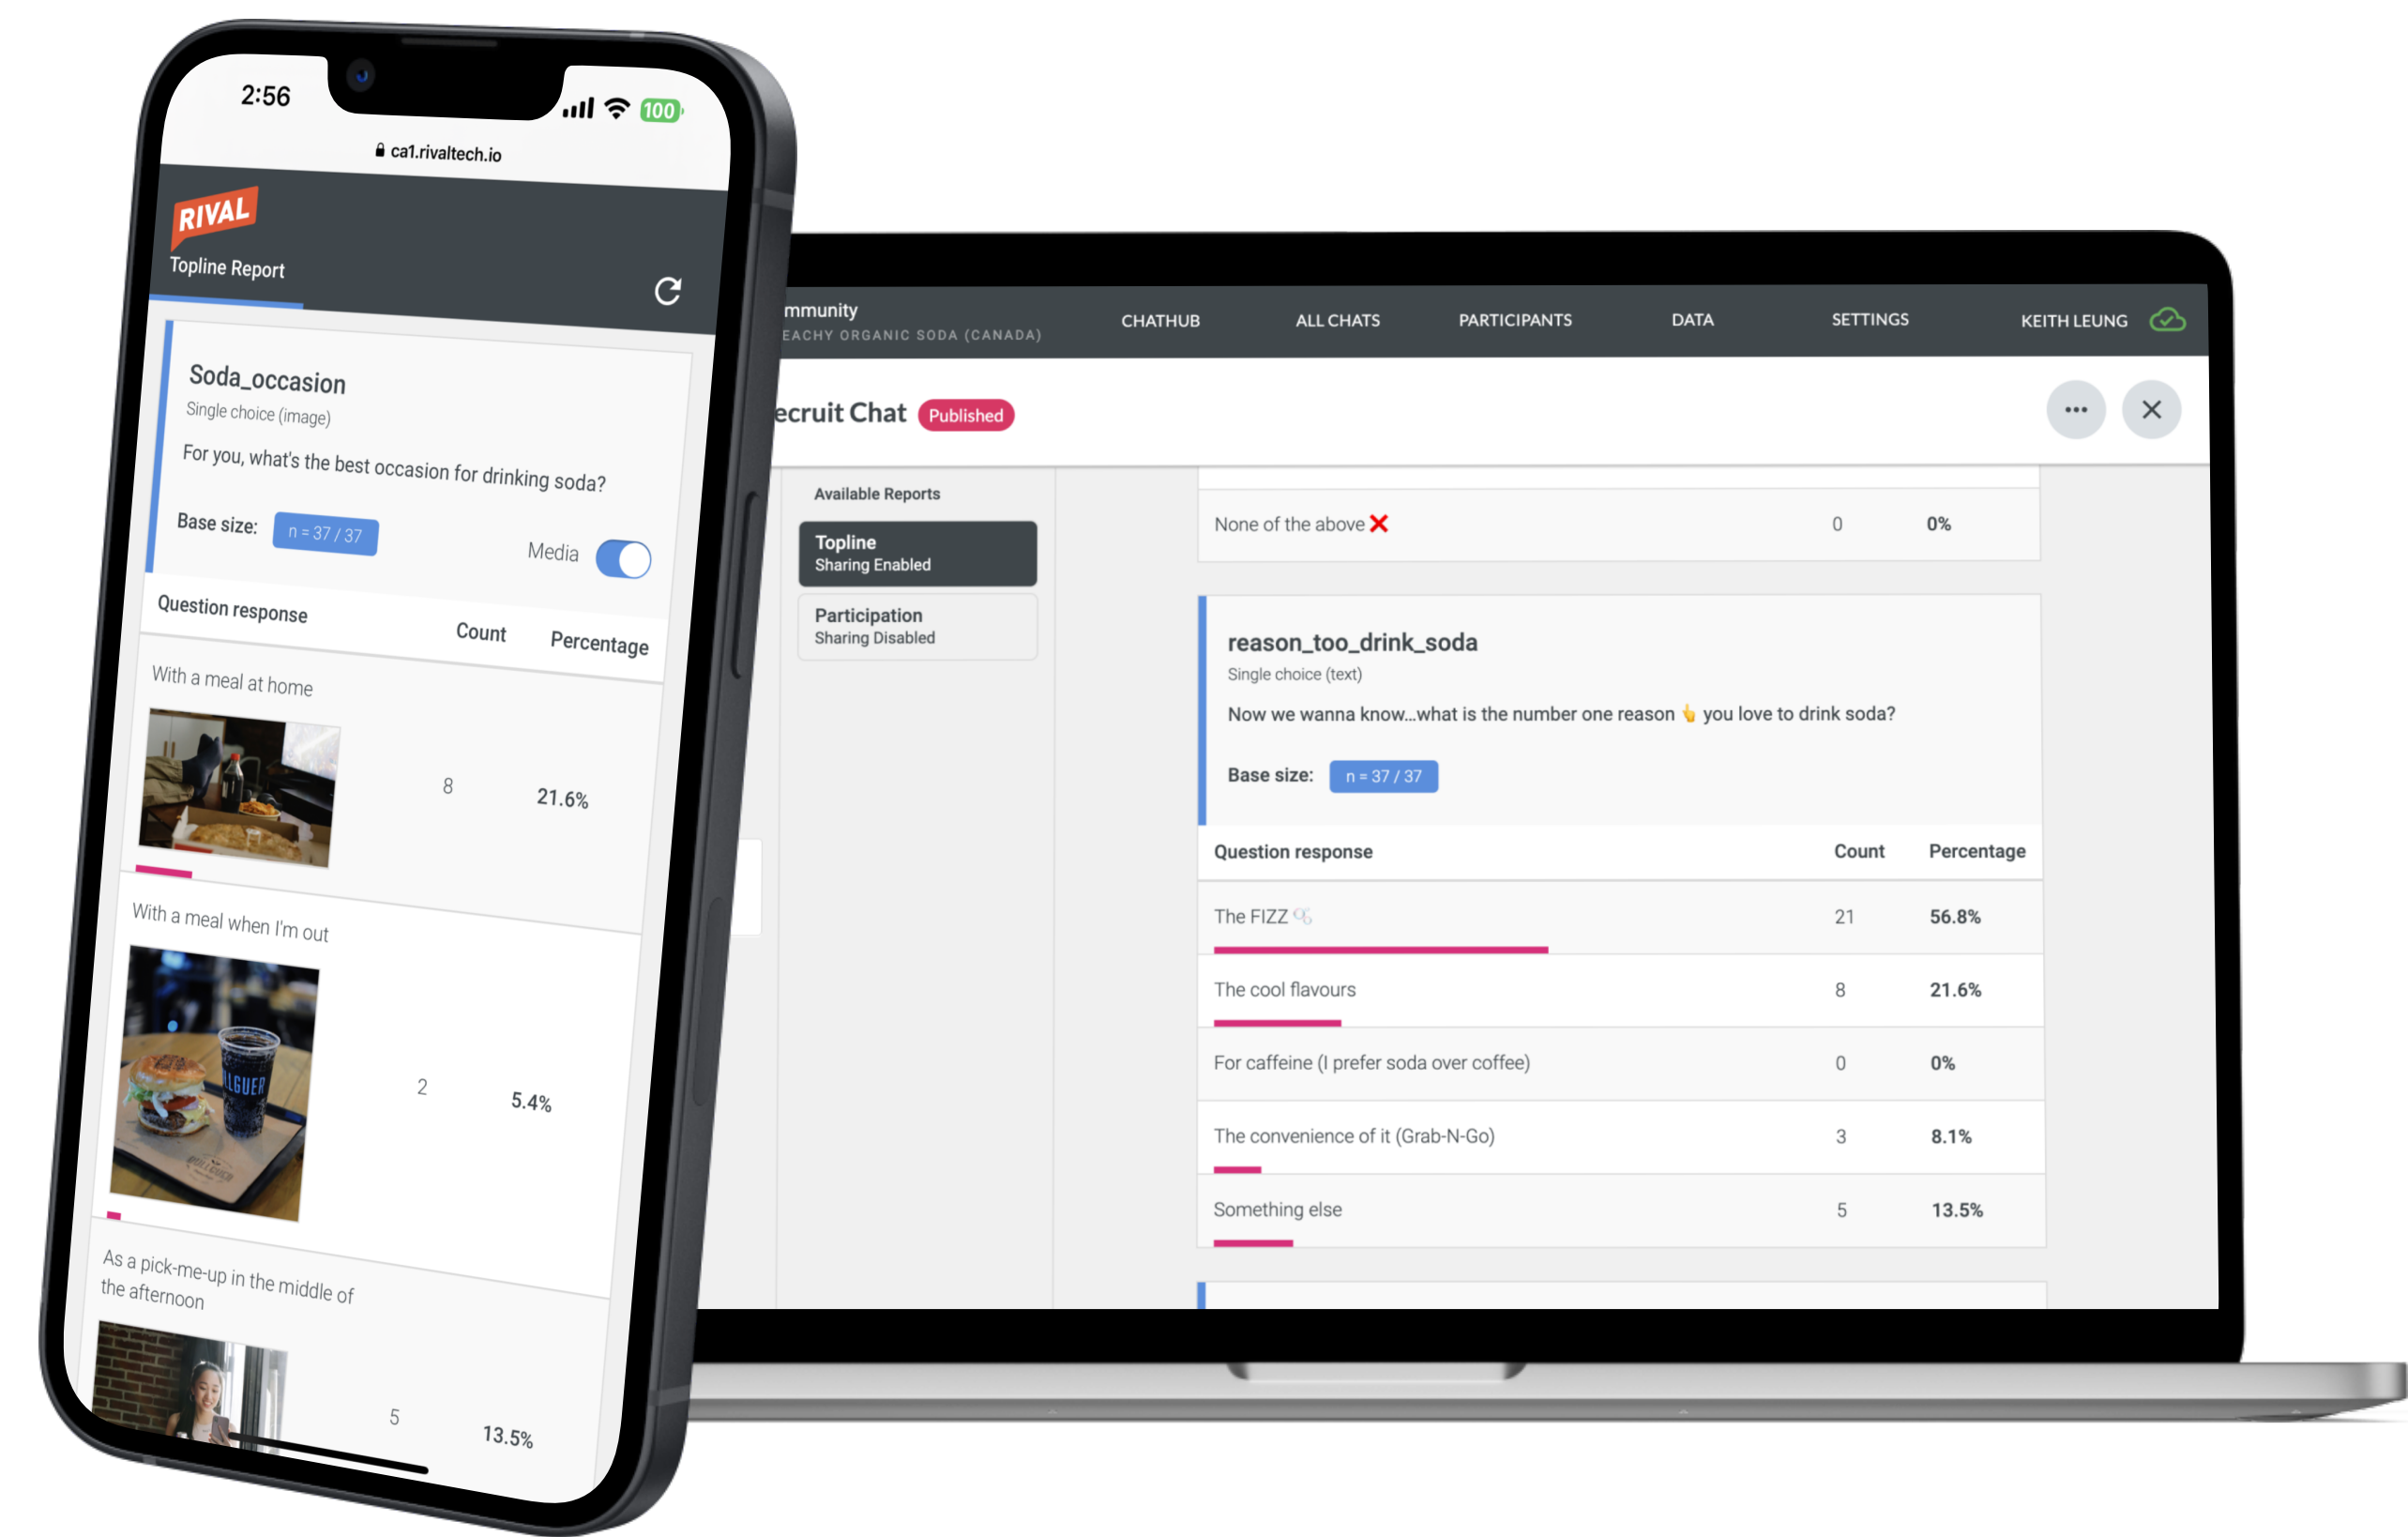 2:56
100
ca1.rivaltech.io
RIVAL
Topline Report
Soda_occasion
Single choice (image)
For you, what's the best occasion for drinking soda?
Base size: n = 37 / 37
Media
Question response Count Percentage
With a meal at home
8 21.6%
With a meal when I'm out
2 5.4%
As a pick-me-up in the middle of
the afternoon
5 13.5%
mmunity
EACHY ORGANIC SODA (CANADA)
CHATHUB ALL CHATS PARTICIPANTS DATA SETTINGS KEITH LEUNG
ecruit Chat Published
Available Reports
Topline
Sharing Enabled
Participation
Sharing Disabled
None of the above ❌ 0 0%
reason_too_drink_soda
Single choice (text)
Now we wanna know...what is the number one reason 👆 you love to drink soda?
Base size: n = 37 / 37
Question response Count Percentage
The FIZZ 🫧 21 56.8%
The cool flavours 8 21.6%
For caffeine (I prefer soda over coffee) 0 0%
The convenience of it (Grab-N-Go) 3 8.1%
Something else 5 13.5%